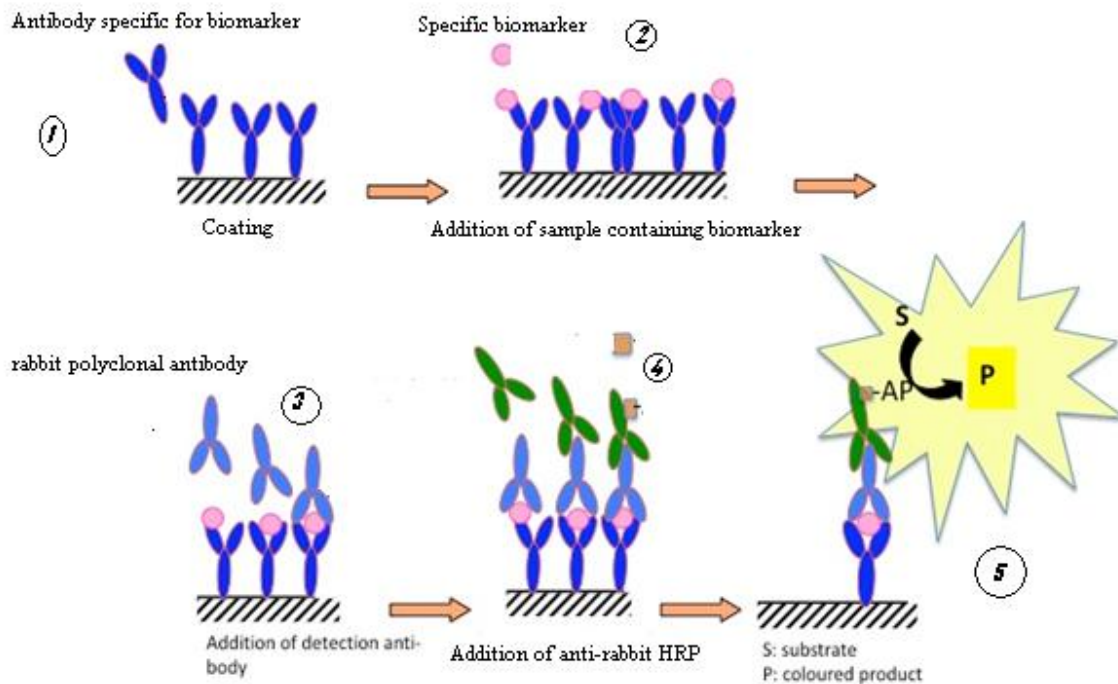 Antibody specific for biomarker
Specific biomarker
2
1
Coating
Addition of sample containing biomarker
rabbit polyclonal antibody
3
4
S
P
-AP
5
Addition of detection anti-
body
Addition of anti-rabbit HRP
S: substrate
P: coloured product